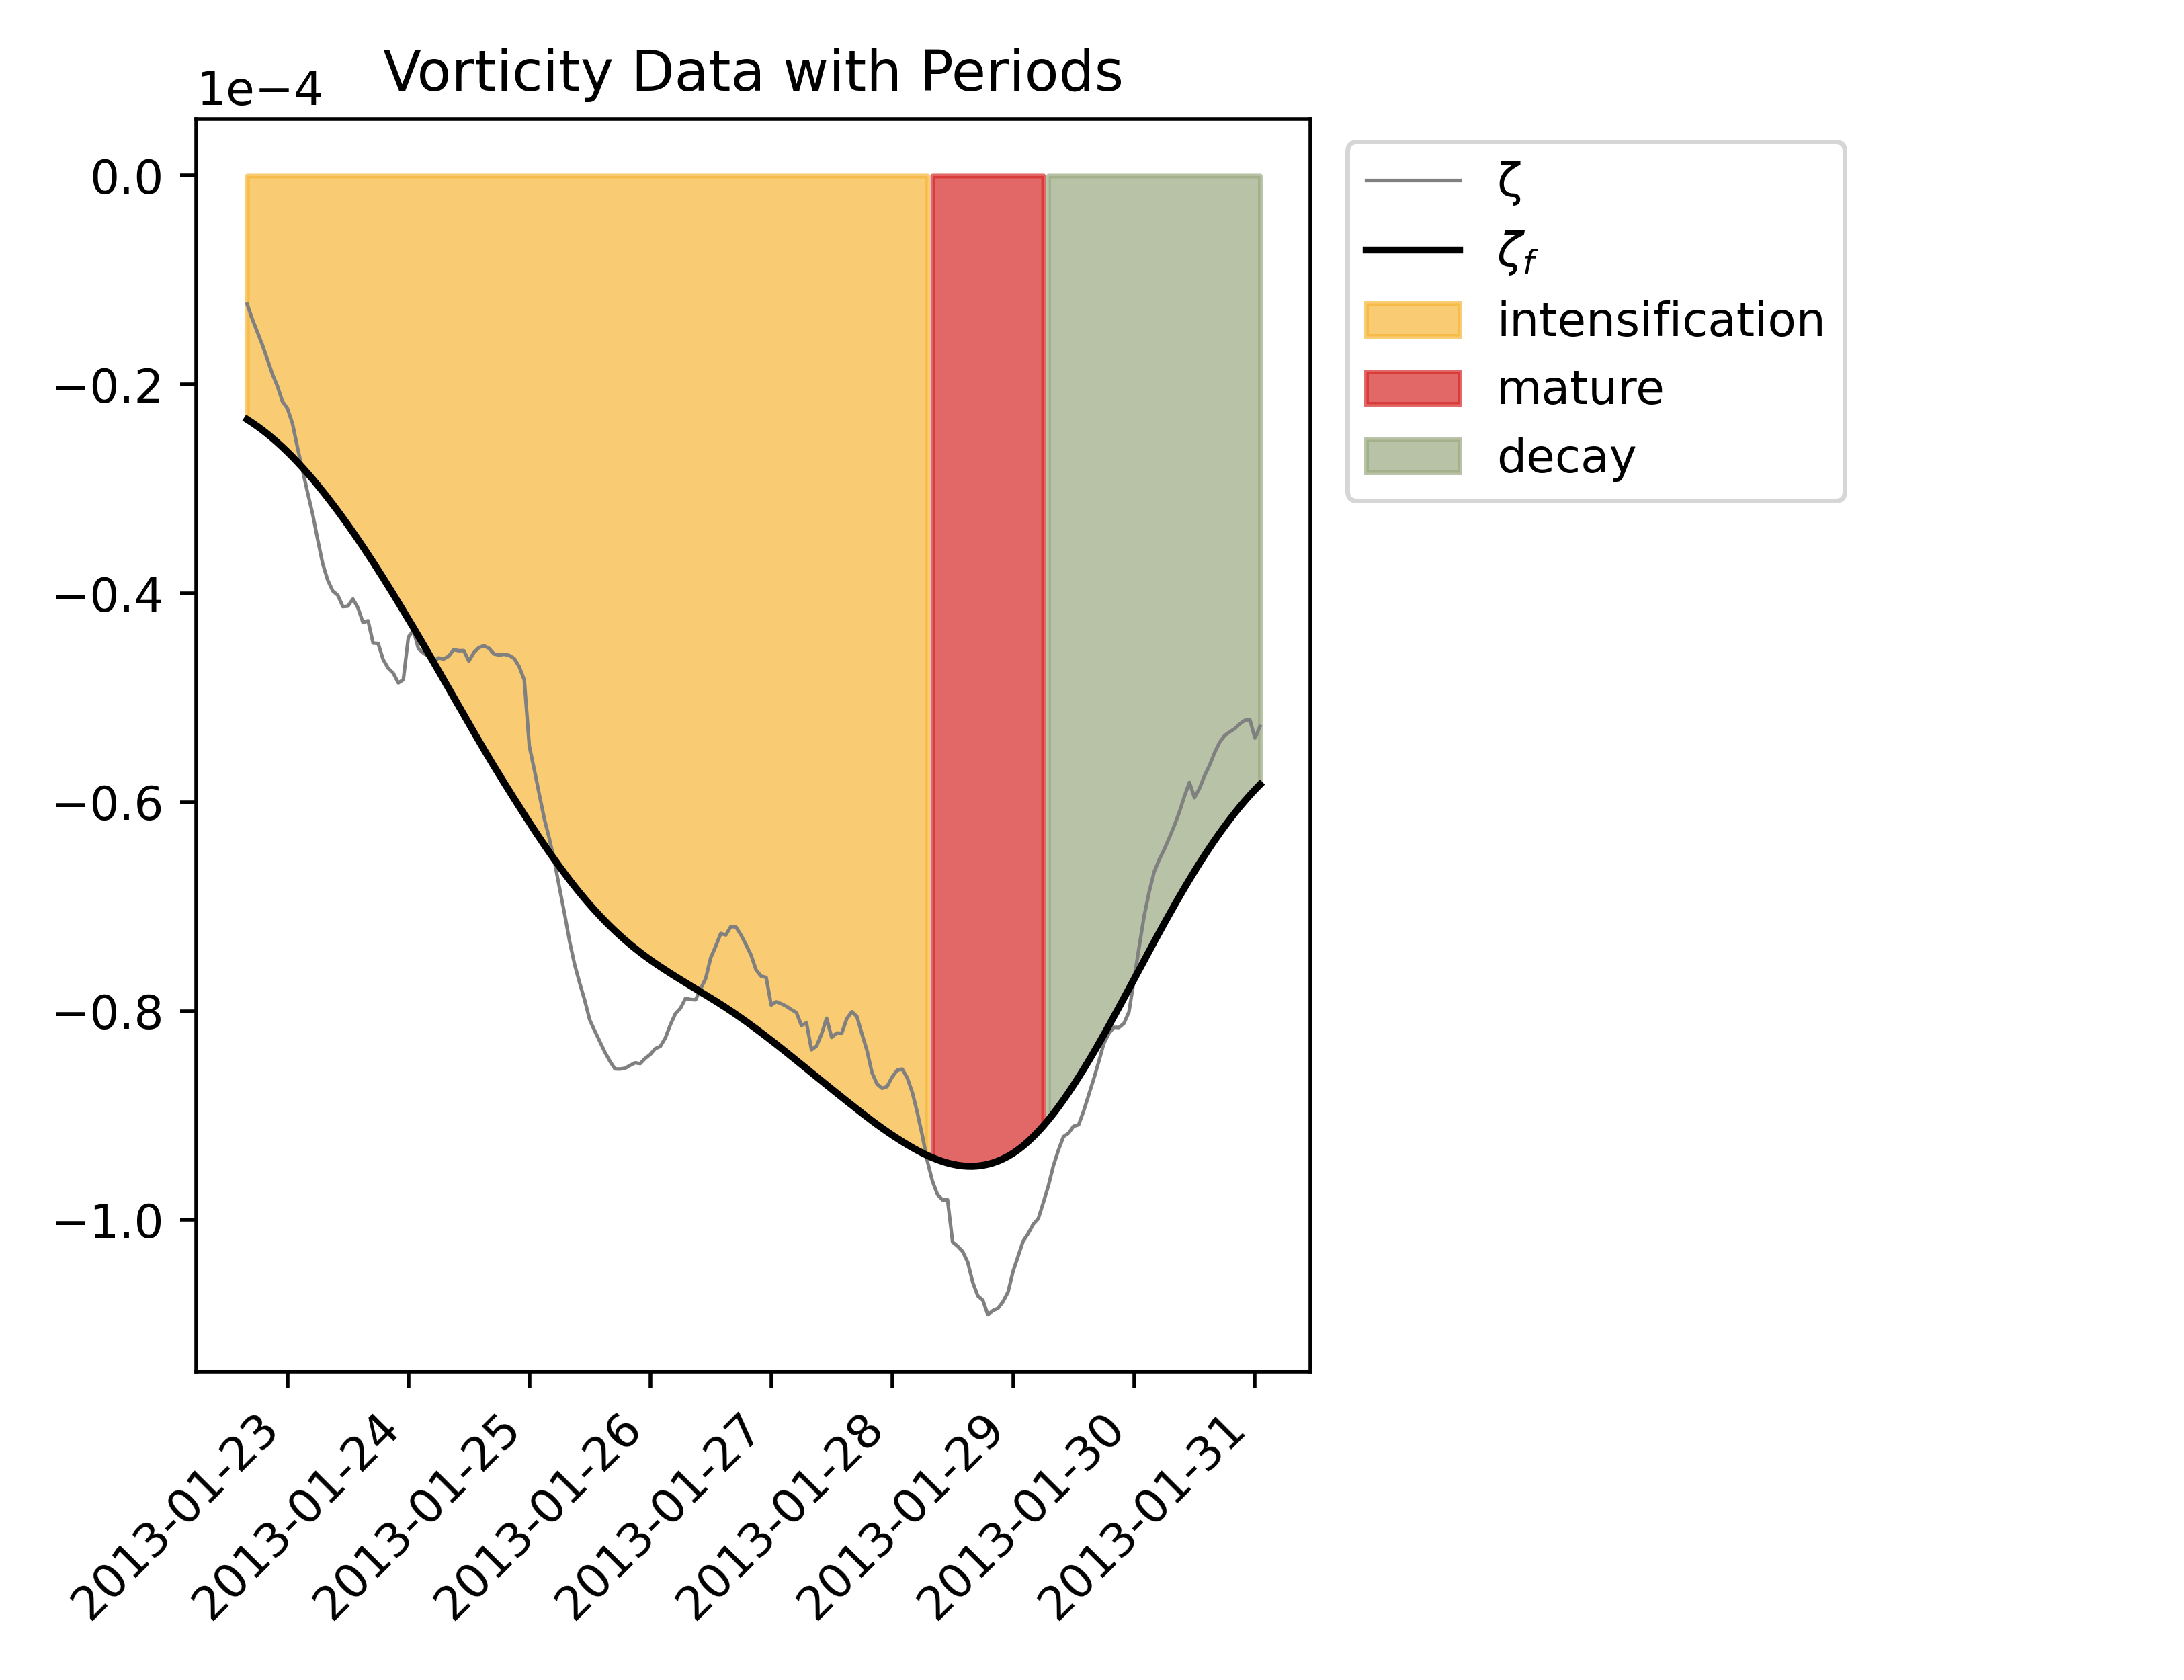 Vorticity Data with Periods
1e−4
0.0
−0.2
−0.4
−0.6
−0.8
−1.0
2013-01-23
2013-01-24
2013-01-25
2013-01-26
2013-01-27
2013-01-28
2013-01-29
2013-01-30
2013-01-31
ζ
ζf
intensification
mature
decay